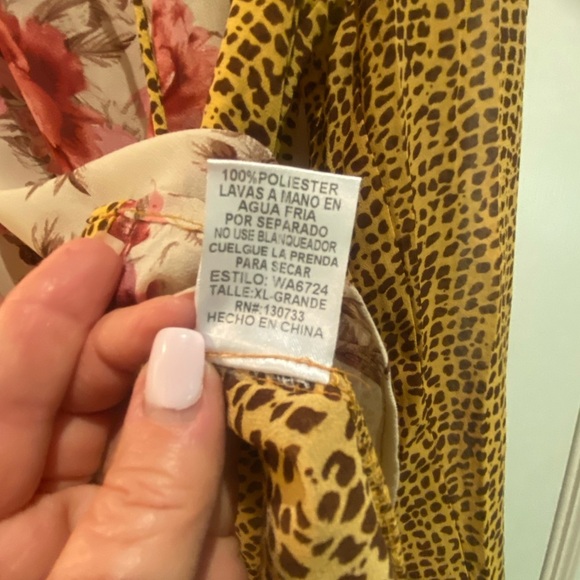 100%POLIESTER
LAVAS A MANO EN
AGUA FRIA
POR SEPARADO
NO USE BLANQUEADOR
CUELGUE LA PRENDA
PARA SECAR
ESTILO: WA6724
TALLE:XL-GRANDE
RN#:130733
HECHO EN CHINA